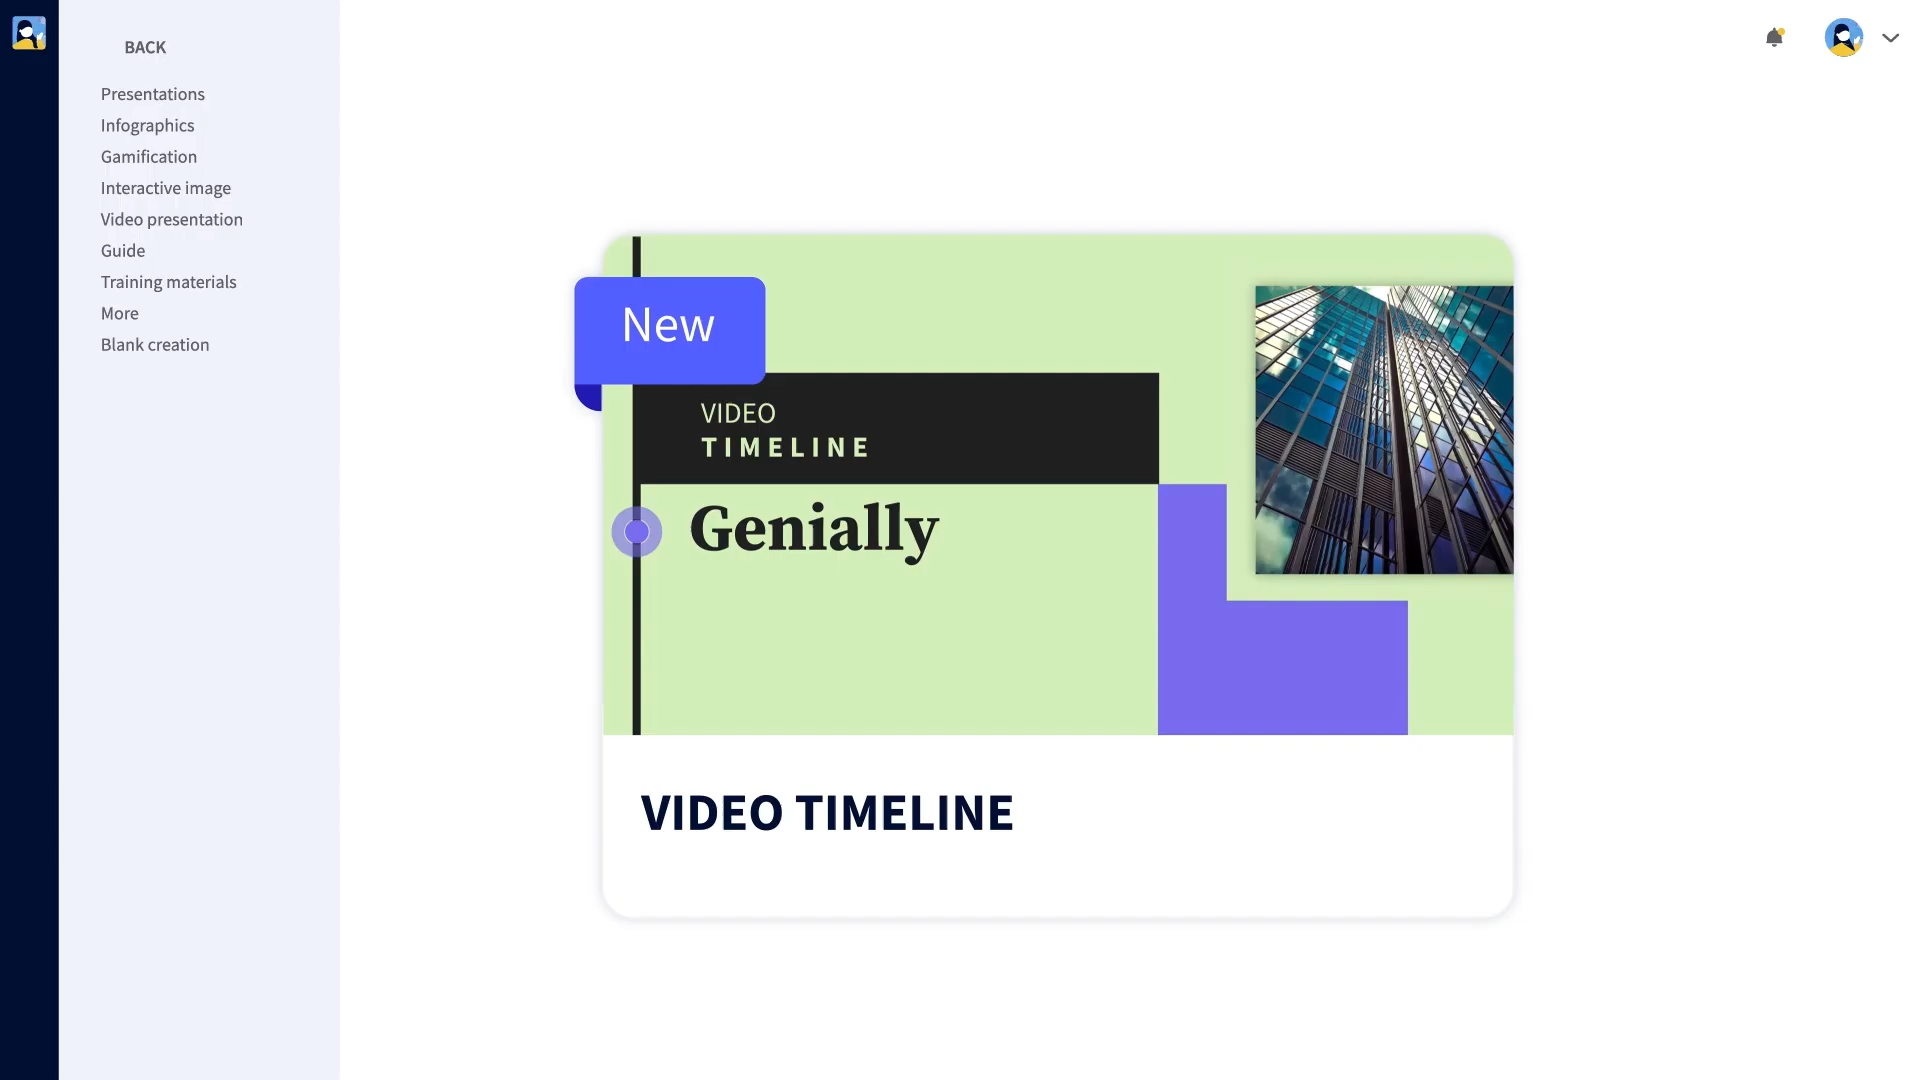 BACK
Presentations
Infographics
Gamification
Interactive image
Video presentation
Guide
Training materials
More
Blank creation
New
VIDEO
TIMELINE
Genially
VIDEO TIMELINE